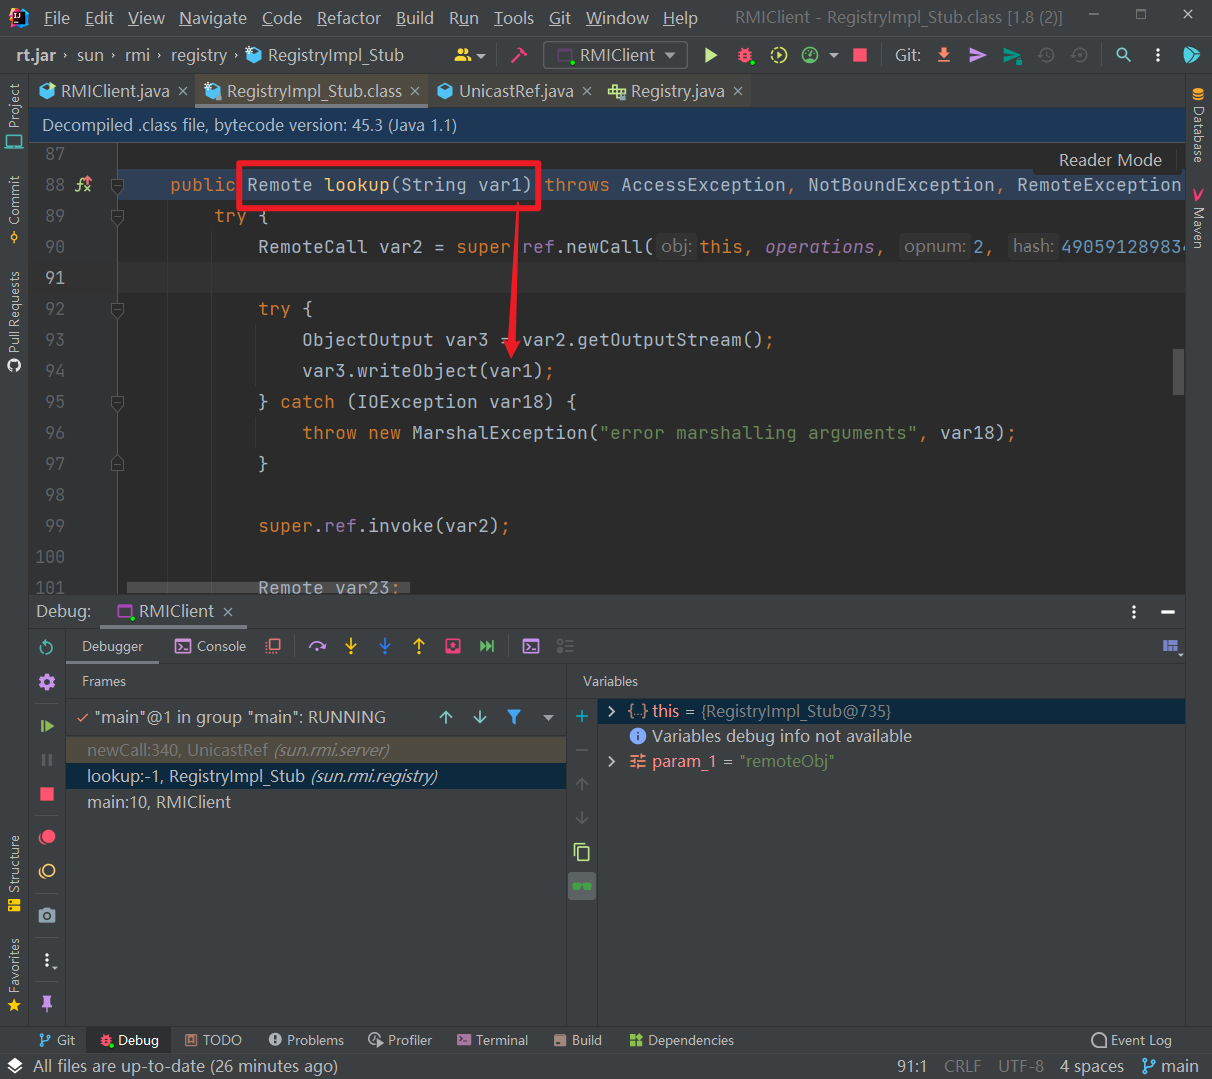 File Edit View Navigate Code Refactor Build Run Tools Git Window Help RMIClient - RegistryImpl_Stub.class [1.8 (2)]
rt.jar › sun › rmi › registry › RegistryImpl_Stub RMIClient Git:
RMIClient.java × RegistryImpl_Stub.class × UnicastRef.java × Registry.java ×
Decompiled .class file, bytecode version: 45.3 (Java 1.1)
Reader Mode
87
88 public Remote lookup(String var1) throws AccessException, NotBoundException, RemoteException
89 try {
90 RemoteCall var2 = super ref.newCall( obj: this, operations, opnum: 2, hash: 490591289834
91
92 try {
93 ObjectOutput var3 = var2.getOutputStream();
94 var3.writeObject(var1);
95 } catch (IOException var18) {
96 throw new MarshalException("error marshalling arguments", var18);
97 }
98
99 super.ref.invoke(var2);
100
101 Remote var23;
Project
Commit
Pull Requests
Structure
Favorites
Database
Maven
Debug: RMIClient ×
Debugger Console
Frames Variables
"main"@1 in group "main": RUNNING
newCall:340, UnicastRef (sun.rmi.server)
lookup:-1, RegistryImpl_Stub (sun.rmi.registry)
main:10, RMIClient
this = {RegistryImpl_Stub@735}
Variables debug info not available
param_1 = "remoteObj"
Git Debug TODO Problems Profiler Terminal Build Dependencies Event Log
All files are up-to-date (26 minutes ago) 91:1 CRLF UTF-8 4 spaces main